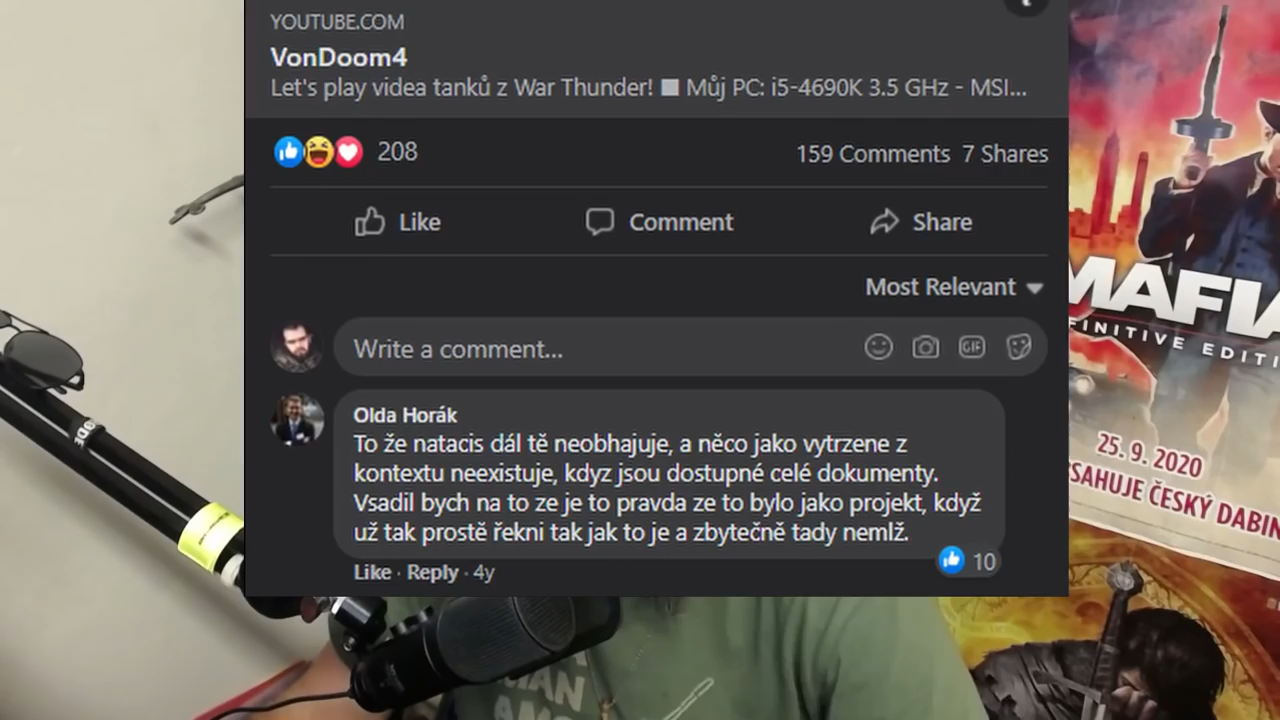 YOUTUBE.COM
VonDoom4
Let's play videa tanků z War Thunder! ■ Můj PC: i5-4690K 3.5 GHz - MSI...
208
159 Comments 7 Shares
Like
Comment
Share
Most Relevant
Write a comment...
GIF
Olda Horák
To že natacis dál tě neobhajuje, a něco jako vytrzene z
kontextu neexistuje, kdyz jsou dostupné celé dokumenty.
Vsadil bych na to ze je to pravda ze to bylo jako projekt, když
už tak prostě řekni tak jak to je a zbytečně tady nemlž.
10
Like · Reply · 4y
MAFIA
25. 9. 2020
ČESKÝ